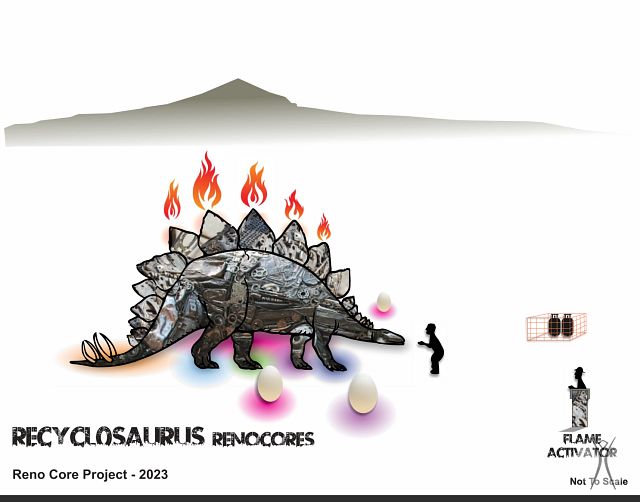 RECYCLOSAURUS RENOCORES
Reno Core Project - 2023
FLAME
ACTIVATOR
Not To Scale